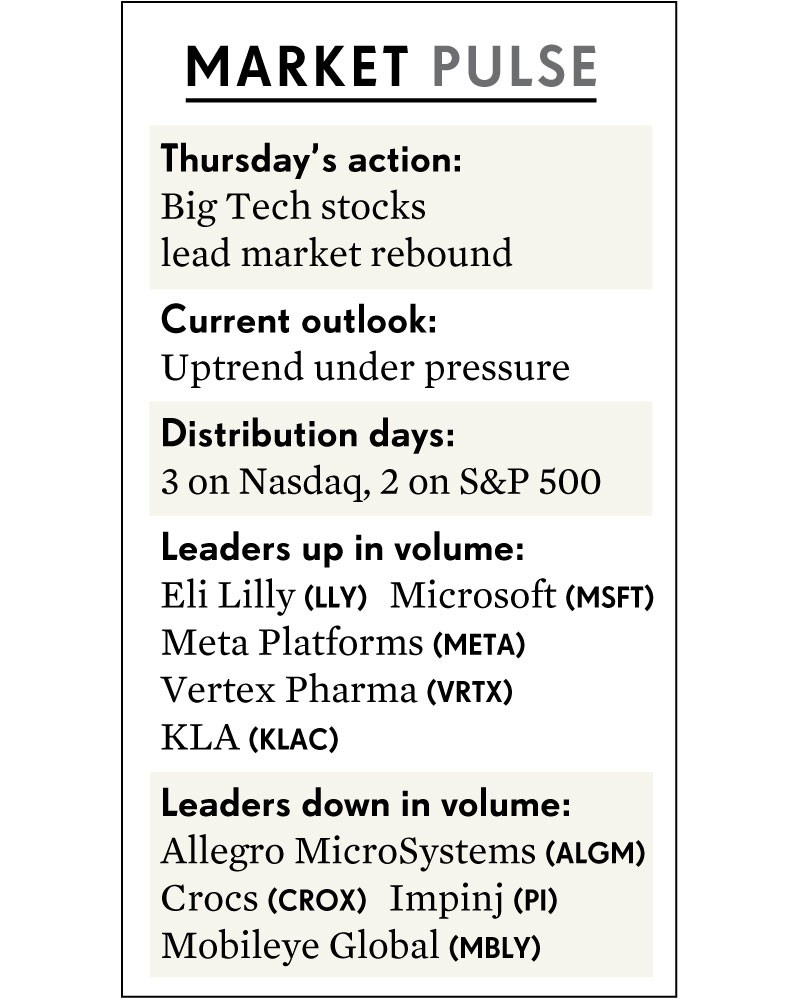 MARKET PULSE
Thursday’s action:
Big Tech stocks
lead market rebound
Current outlook:
Uptrend under pressure
Distribution days:
3 on Nasdaq, 2 on S&P 500
Leaders up in volume:
Eli Lilly (LLY) Microsoft (MSFT)
Meta Platforms (META)
Vertex Pharma (VRTX)
KLA (KLAC)
Leaders down in volume:
Allegro MicroSystems (ALGM)
Crocs (CROX) Impinj (PI)
Mobileye Global (MBLY)